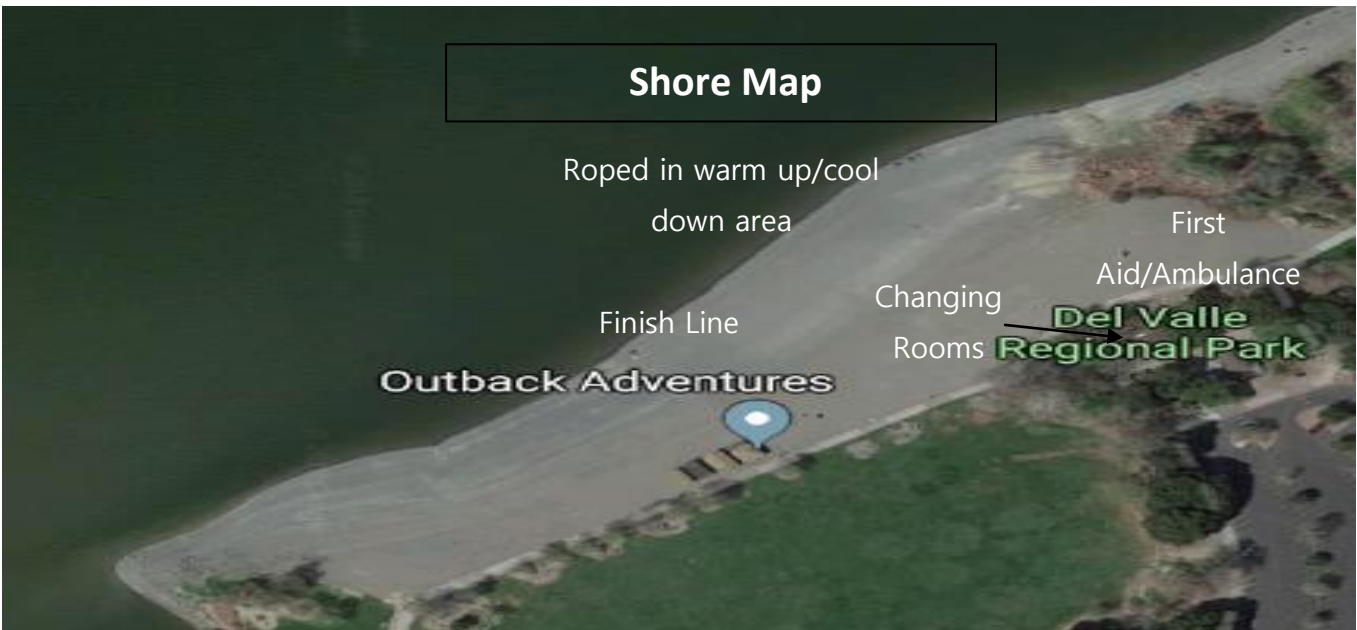 Shore Map
Roped in warm up/cool
down area
First
Aid/Ambulance
Changing
Rooms
Finish Line
Del Valle
Regional Park
Outback Adventures